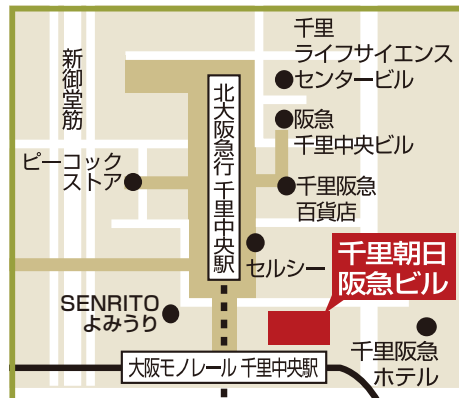 千里
ライフサイエンス
センタービル
新御堂筋
阪急
千里中央ビル
北大阪急行 千里中央駅
ピーコック
ストア
千里阪急
百貨店
セルシー
千里朝日
阪急ビル
SENRITO
よみうり
千里阪急
ホテル
大阪モノレール 千里中央駅